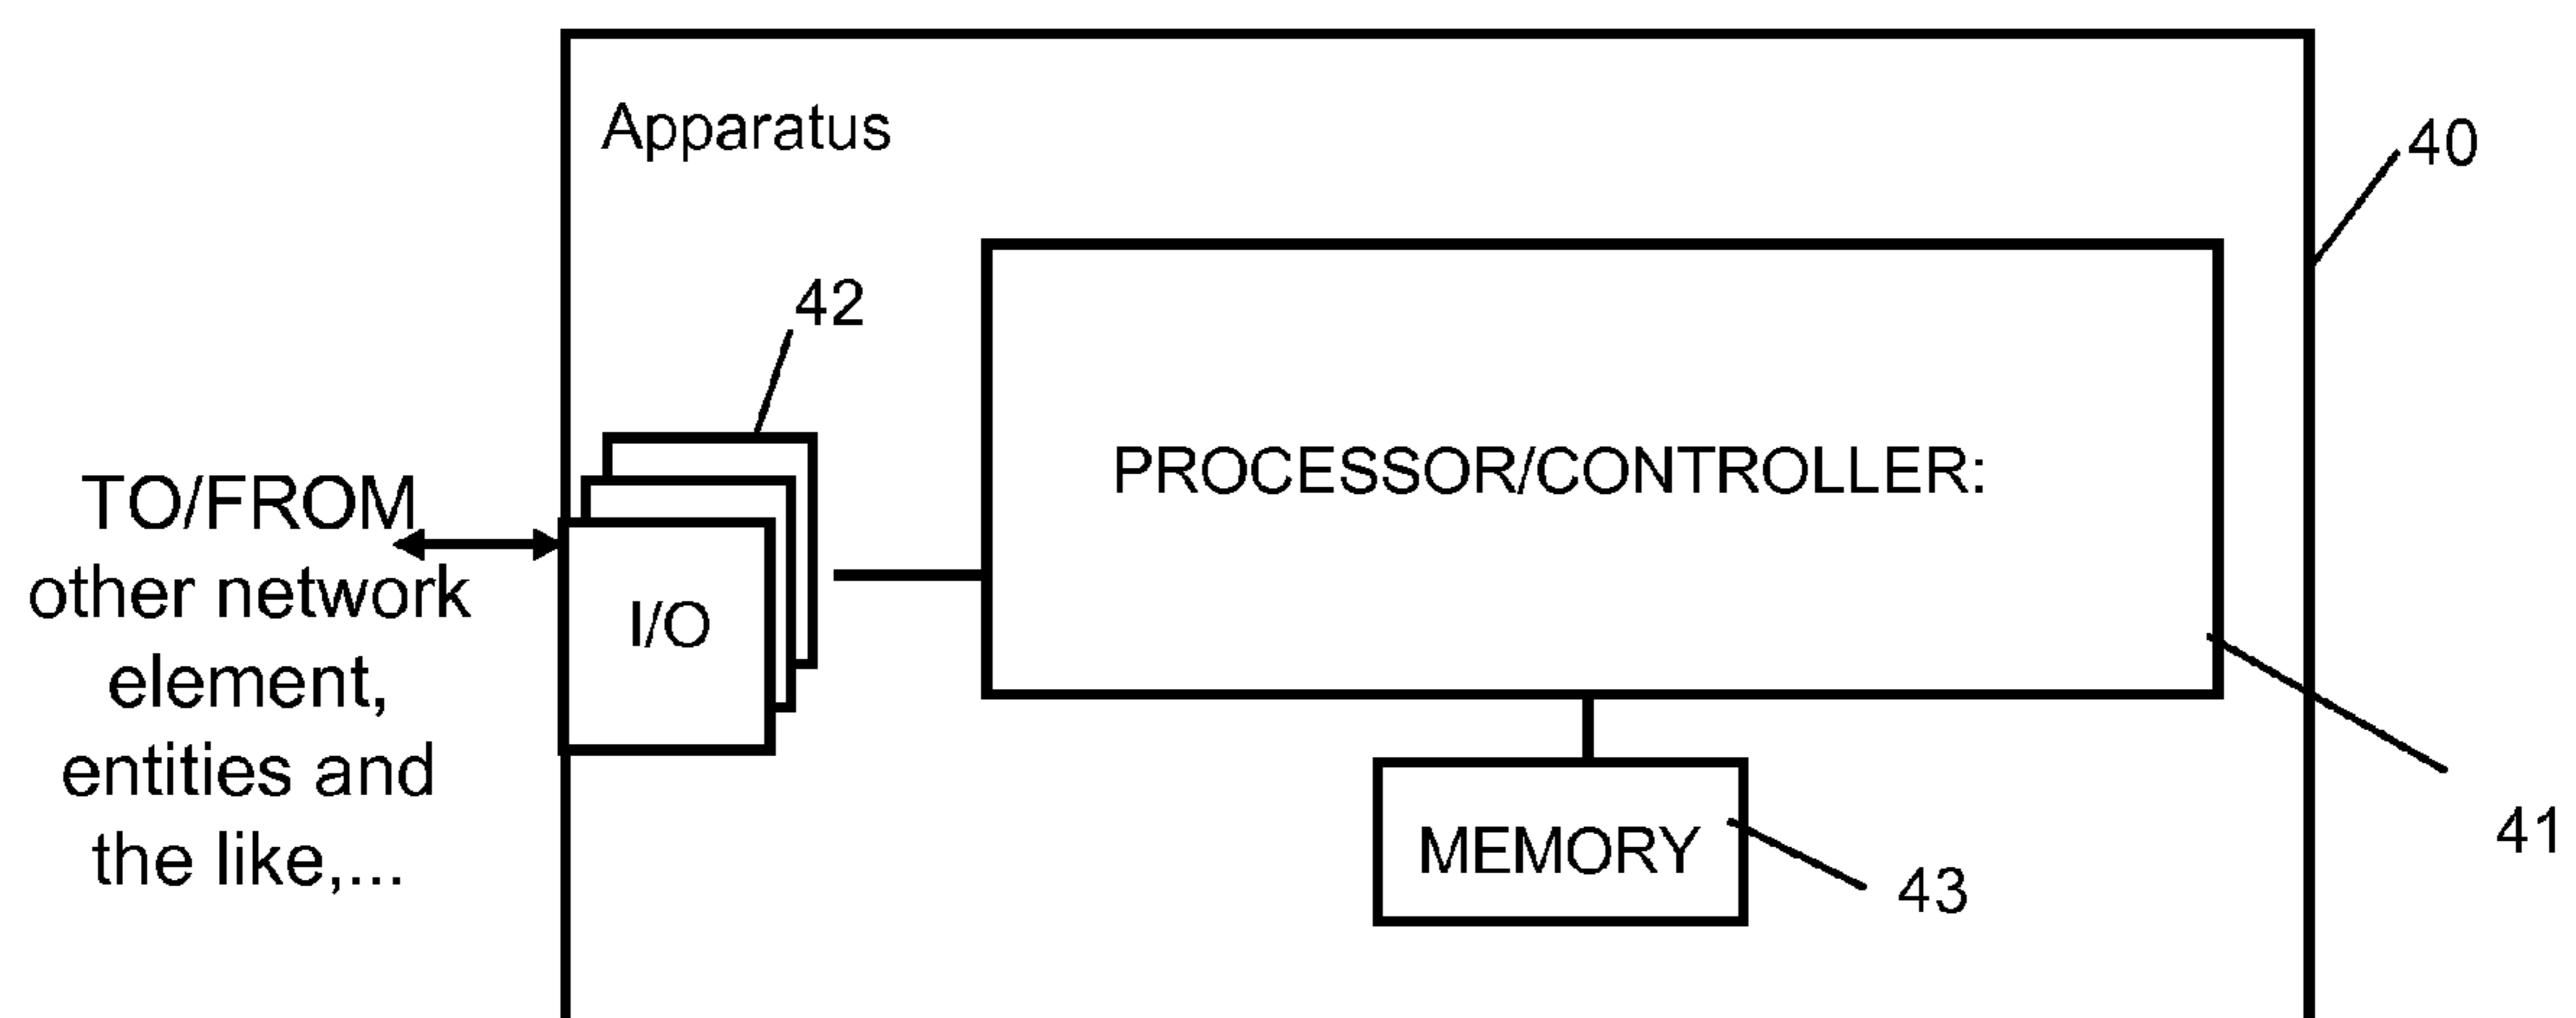 Apparatus
40
42
PROCESSOR/CONTROLLER:
TO/FROM
other network
element,
entities and
the like,...
I/O
41
MEMORY
43